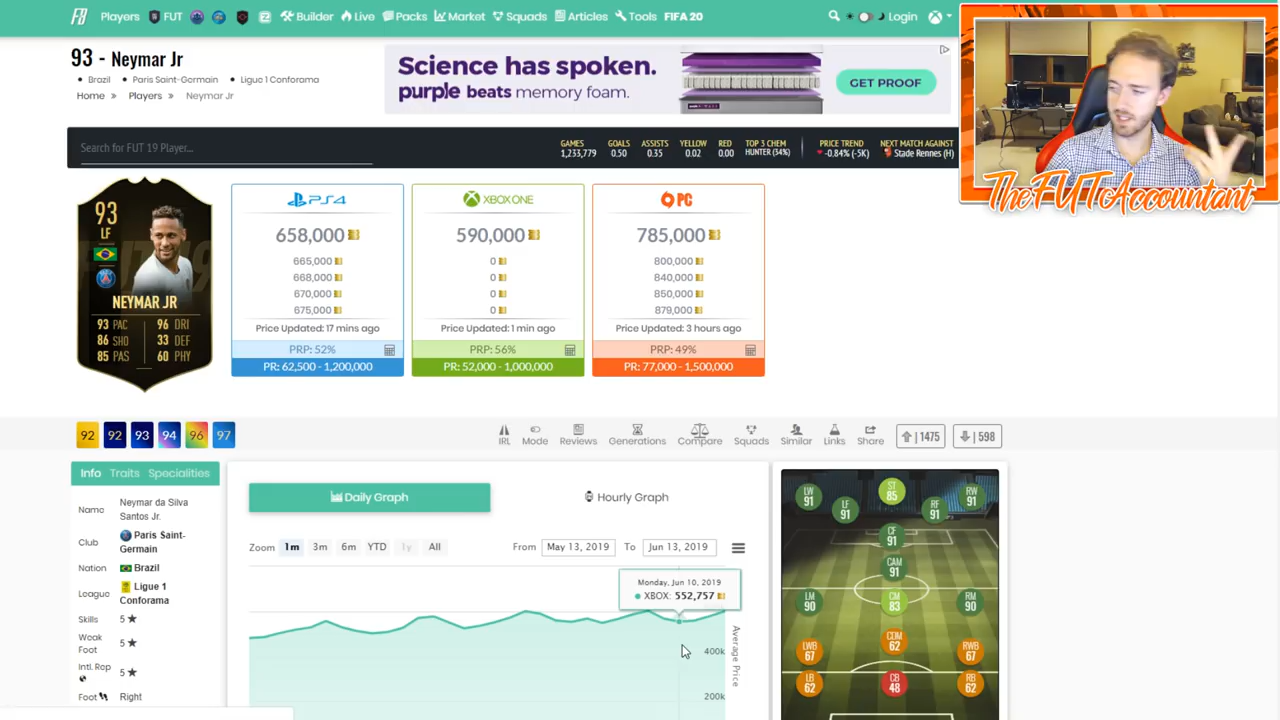 F8 Players FUT Builder Live Packs Market Squads Articles Tools FIFA 20 Login
93 - Neymar Jr
Brazil Paris Saint-Germain Ligue 1 Conforama
Home » Players » Neymar Jr
Science has spoken.
purple beats memory foam.
GET PROOF
Search for FUT 19 Player...
GAMES GOALS ASSISTS YELLOW RED TOP 3 CHEM PRICE TREND NEXT MATCH AGAINST
1,233,779 0.50 0.35 0.02 0.00 HUNTER (34%) -0.84% (-5K) Stade Rennes (H)
TheFUTAccountant
93
LF
NEYMAR JR
93 PAC 96 DRI
86 SHO 33 DEF
85 PAS 60 PHY
PS4
658,000
665,000
668,000
670,000
675,000
Price Updated: 17 mins ago
PRP: 52%
PR: 62,500 - 1,200,000
XBOX ONE
590,000
0
0
0
0
Price Updated: 1 min ago
PRP: 56%
PR: 52,000 - 1,000,000
PC
785,000
800,000
840,000
850,000
879,000
Price Updated: 3 hours ago
PRP: 49%
PR: 77,000 - 1,500,000
92 92 93 94 96 97
IRL Mode Reviews Generations Compare Squads Similar Links Share 1475 598
Info Traits Specialities
Name Neymar da Silva
Santos Jr.
Club Paris Saint-
Germain
Nation Brazil
League Ligue 1
Conforama
Skills 5★
Weak
Foot 5★
Intl. Rep 5★
Foot Right
Daily Graph Hourly Graph
Zoom 1m 3m 6m YTD 1y All From May 13, 2019 To Jun 13, 2019
Monday, Jun 10, 2019
XBOX: 552,757
400k
200k
Average Price
ST
85
LW
91
LF
91
RF
91
RW
91
CF
91
CAM
91
LM
90
CM
83
RM
90
CDM
62
LWB
67
RWB
67
LB
62
CB
48
RB
62